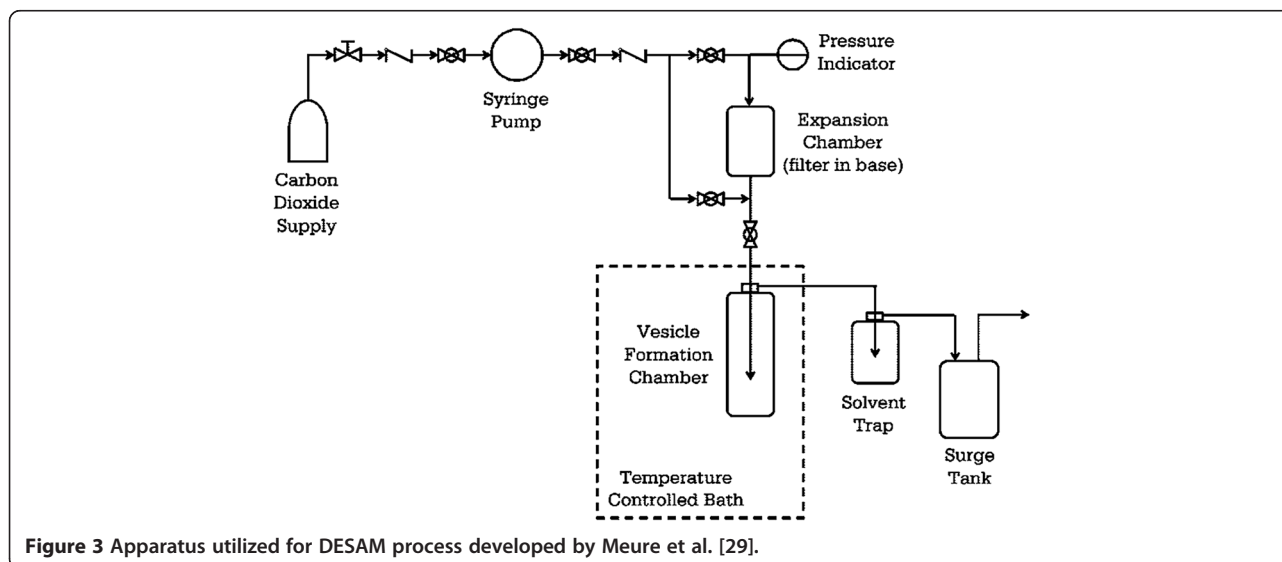 Pressure
Indicator
Syringe
Pump
Expansion
Chamber
(filter in base)
Carbon
Dioxide
Supply
Vesicle
Formation
Chamber
Solvent
Trap
Surge
Tank
Temperature
Controlled Bath
Figure 3 Apparatus utilized for DESAM process developed by Meure et al. [29].